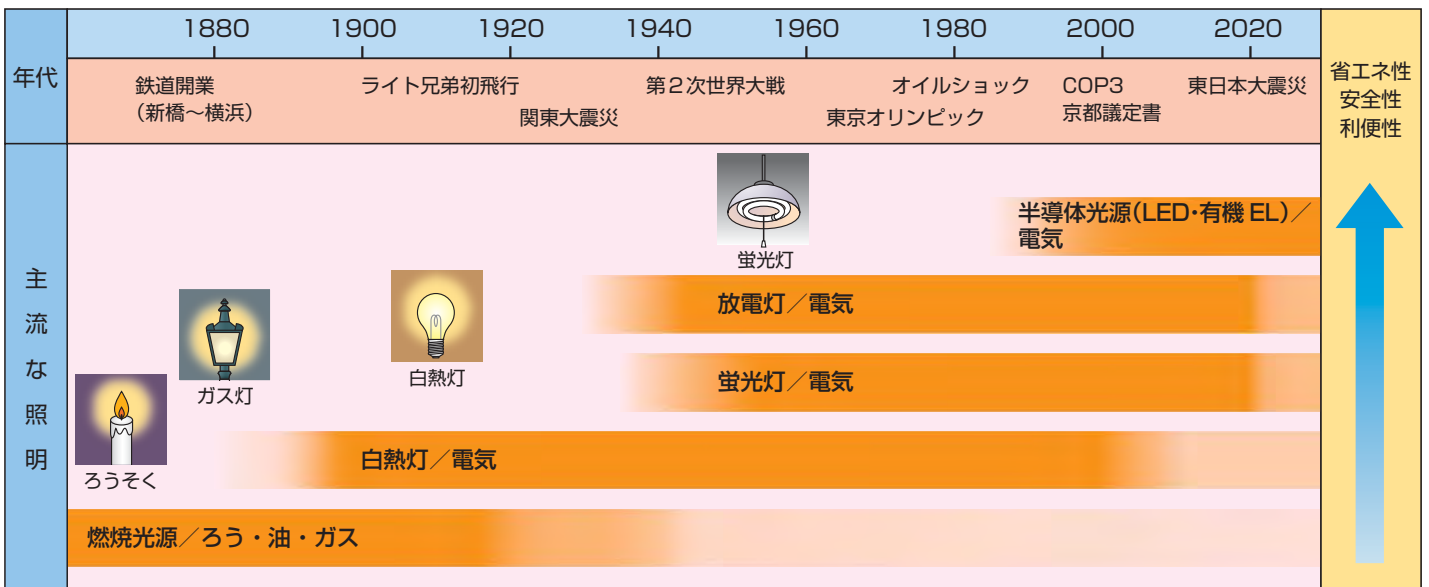 年代
1880 1900 1920 1940 1960 1980 2000 2020
鉄道開業
（新橋～横浜）
ライト兄弟初飛行
関東大震災
第2次世界大戦
東京オリンピック
オイルショック
COP3
京都議定書
東日本大震災
省エネ性
安全性
利便性
主流な照明
半導体光源（LED・有機 EL）／
電気
蛍光灯
放電灯／電気
ガス灯
白熱灯
蛍光灯／電気
ろうそく
白熱灯／電気
燃焼光源／ろう・油・ガス